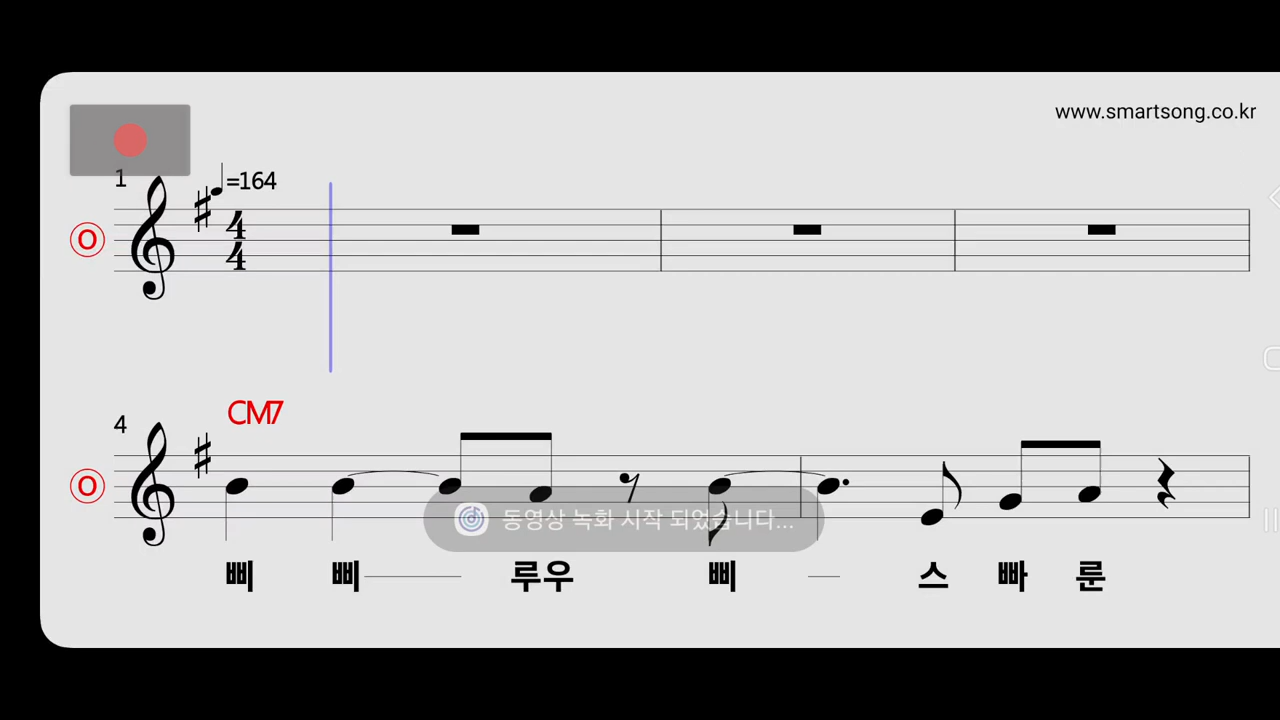 www.smartsong.co.kr
1
=164
O
4
4
CM7
4
O
동영상 녹화 시작 되었습니다...
삐 삐 루우 삐 스 빠 룬